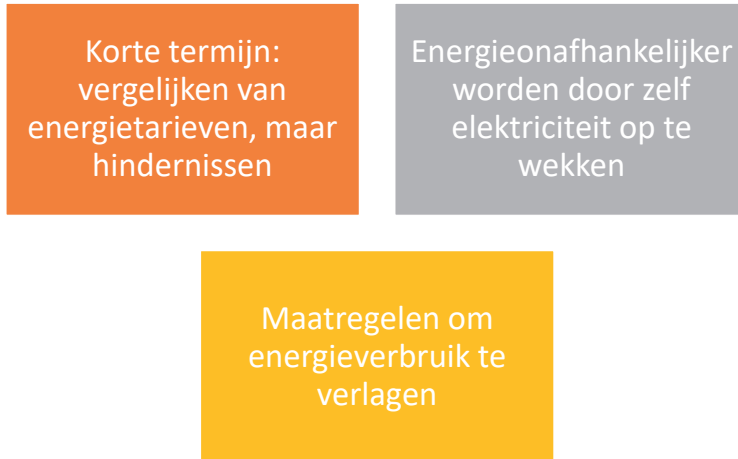 Korte termijn:
vergelijken van
energietarieven, maar
hindernissen
Energieonafhankelijker
worden door zelf
elektriciteit op te
wekken
Maatregelen om
energieverbruik te
verlagen